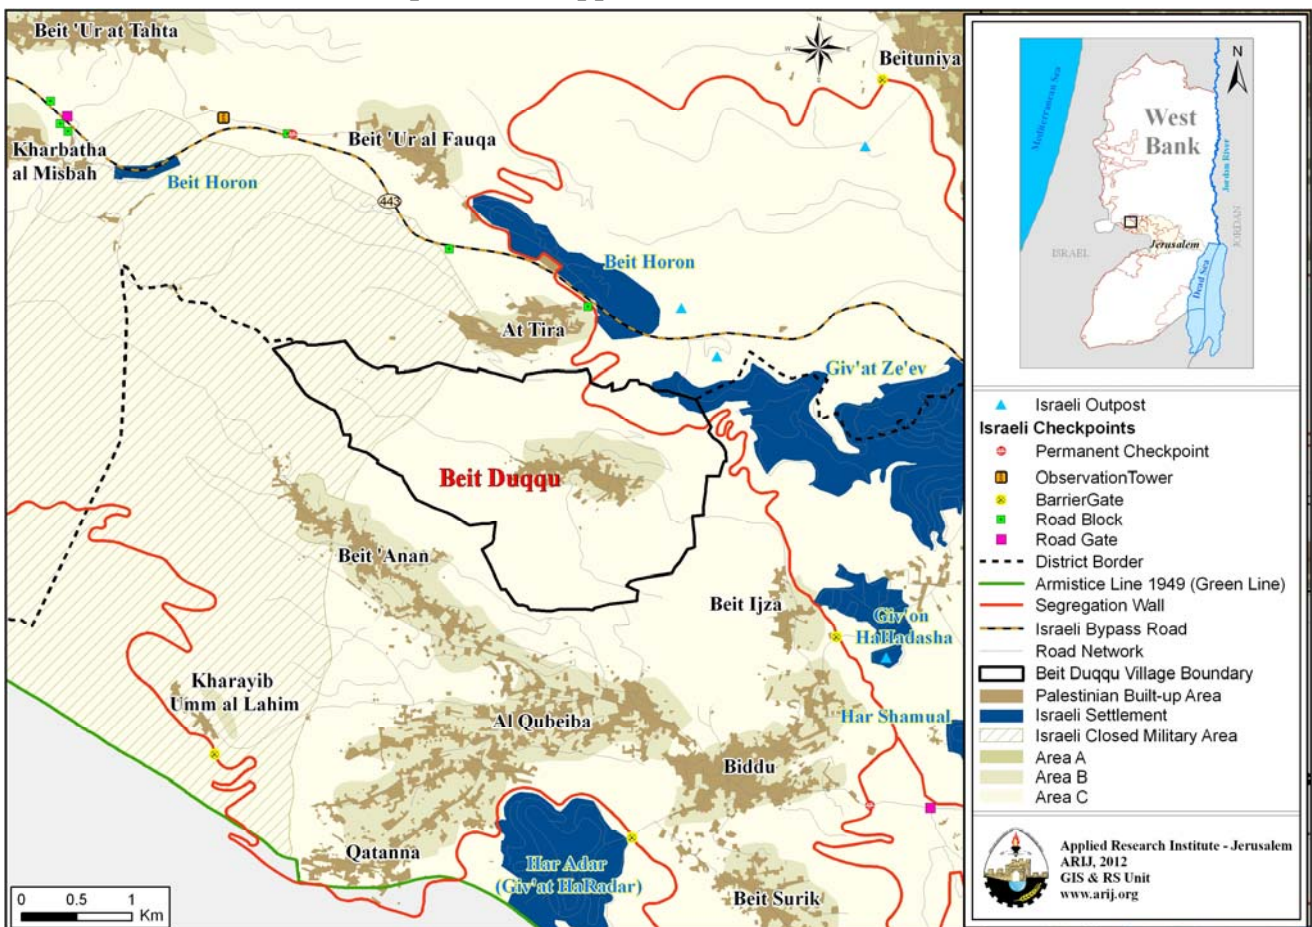 Beit 'Ur at Tahta
N
W
E
S
Beituniya
Kharbatha
al Misbah
Beit 'Ur al Fauqa
Beit Horon
443
Beit Horon
At Tira
Giv'at Ze'ev
Beit Duqqu
Beit 'Anan
Beit Ijza
Giv'on
HaHadasha
Kharayib
Umm al Lahim
Al Qubeiba
Har Shamual
Biddu
Qatanna
Har Adar
(Giv'at HaRadar)
Beit Surik
0 0.5 1
Km
N
Mediterranean Sea
West
Bank
Jordan River
JORDAN
Jerusalem
ISRAEL
Dead Sea
Israeli Outpost
Israeli Checkpoints
Permanent Checkpoint
ObservationTower
BarrierGate
Road Block
Road Gate
District Border
Armistice Line 1949 (Green Line)
Segregation Wall
Israeli Bypass Road
Road Network
Beit Duqqu Village Boundary
Palestinian Built-up Area
Israeli Settlement
Israeli Closed Military Area
Area A
Area B
Area C
Applied Research Institute - Jerusalem
ARIJ, 2012
GIS & RS Unit
www.arij.org